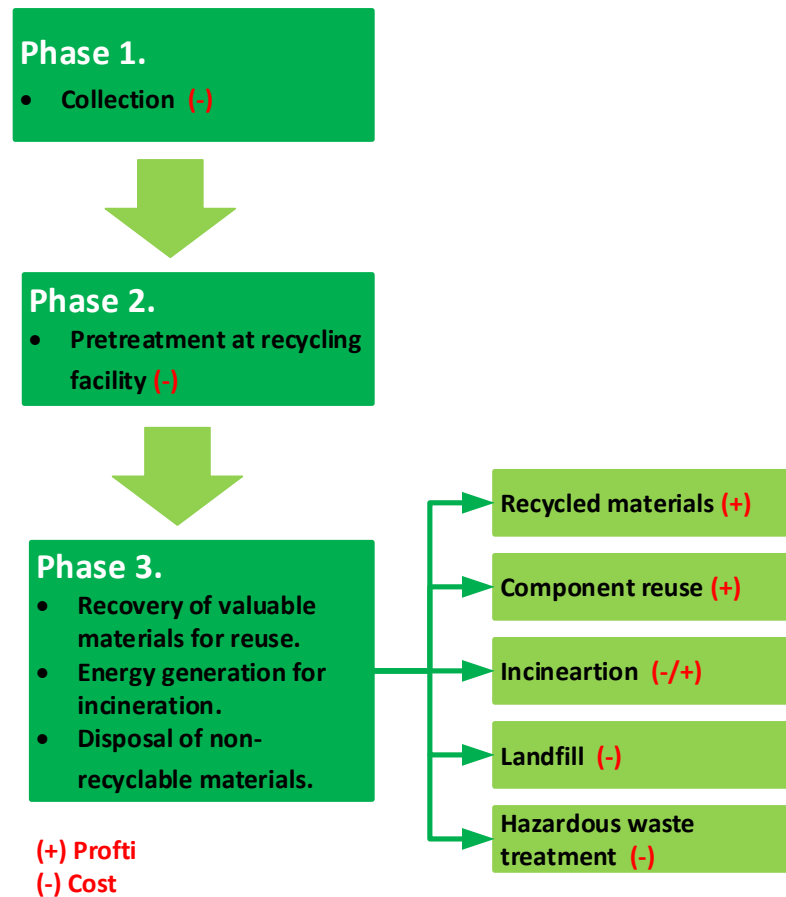 Phase 1.
• Collection (-)
Phase 2.
• Pretreatment at recycling
facility (-)
Phase 3.
• Recovery of valuable
materials for reuse.
• Energy generation for
incineration.
• Disposal of non-
recyclable materials.
Recycled materials (+)
Component reuse (+)
Incineartion (-/+)
Landfill (-)
Hazardous waste
treatment (-)
(+) Profti
(-) Cost